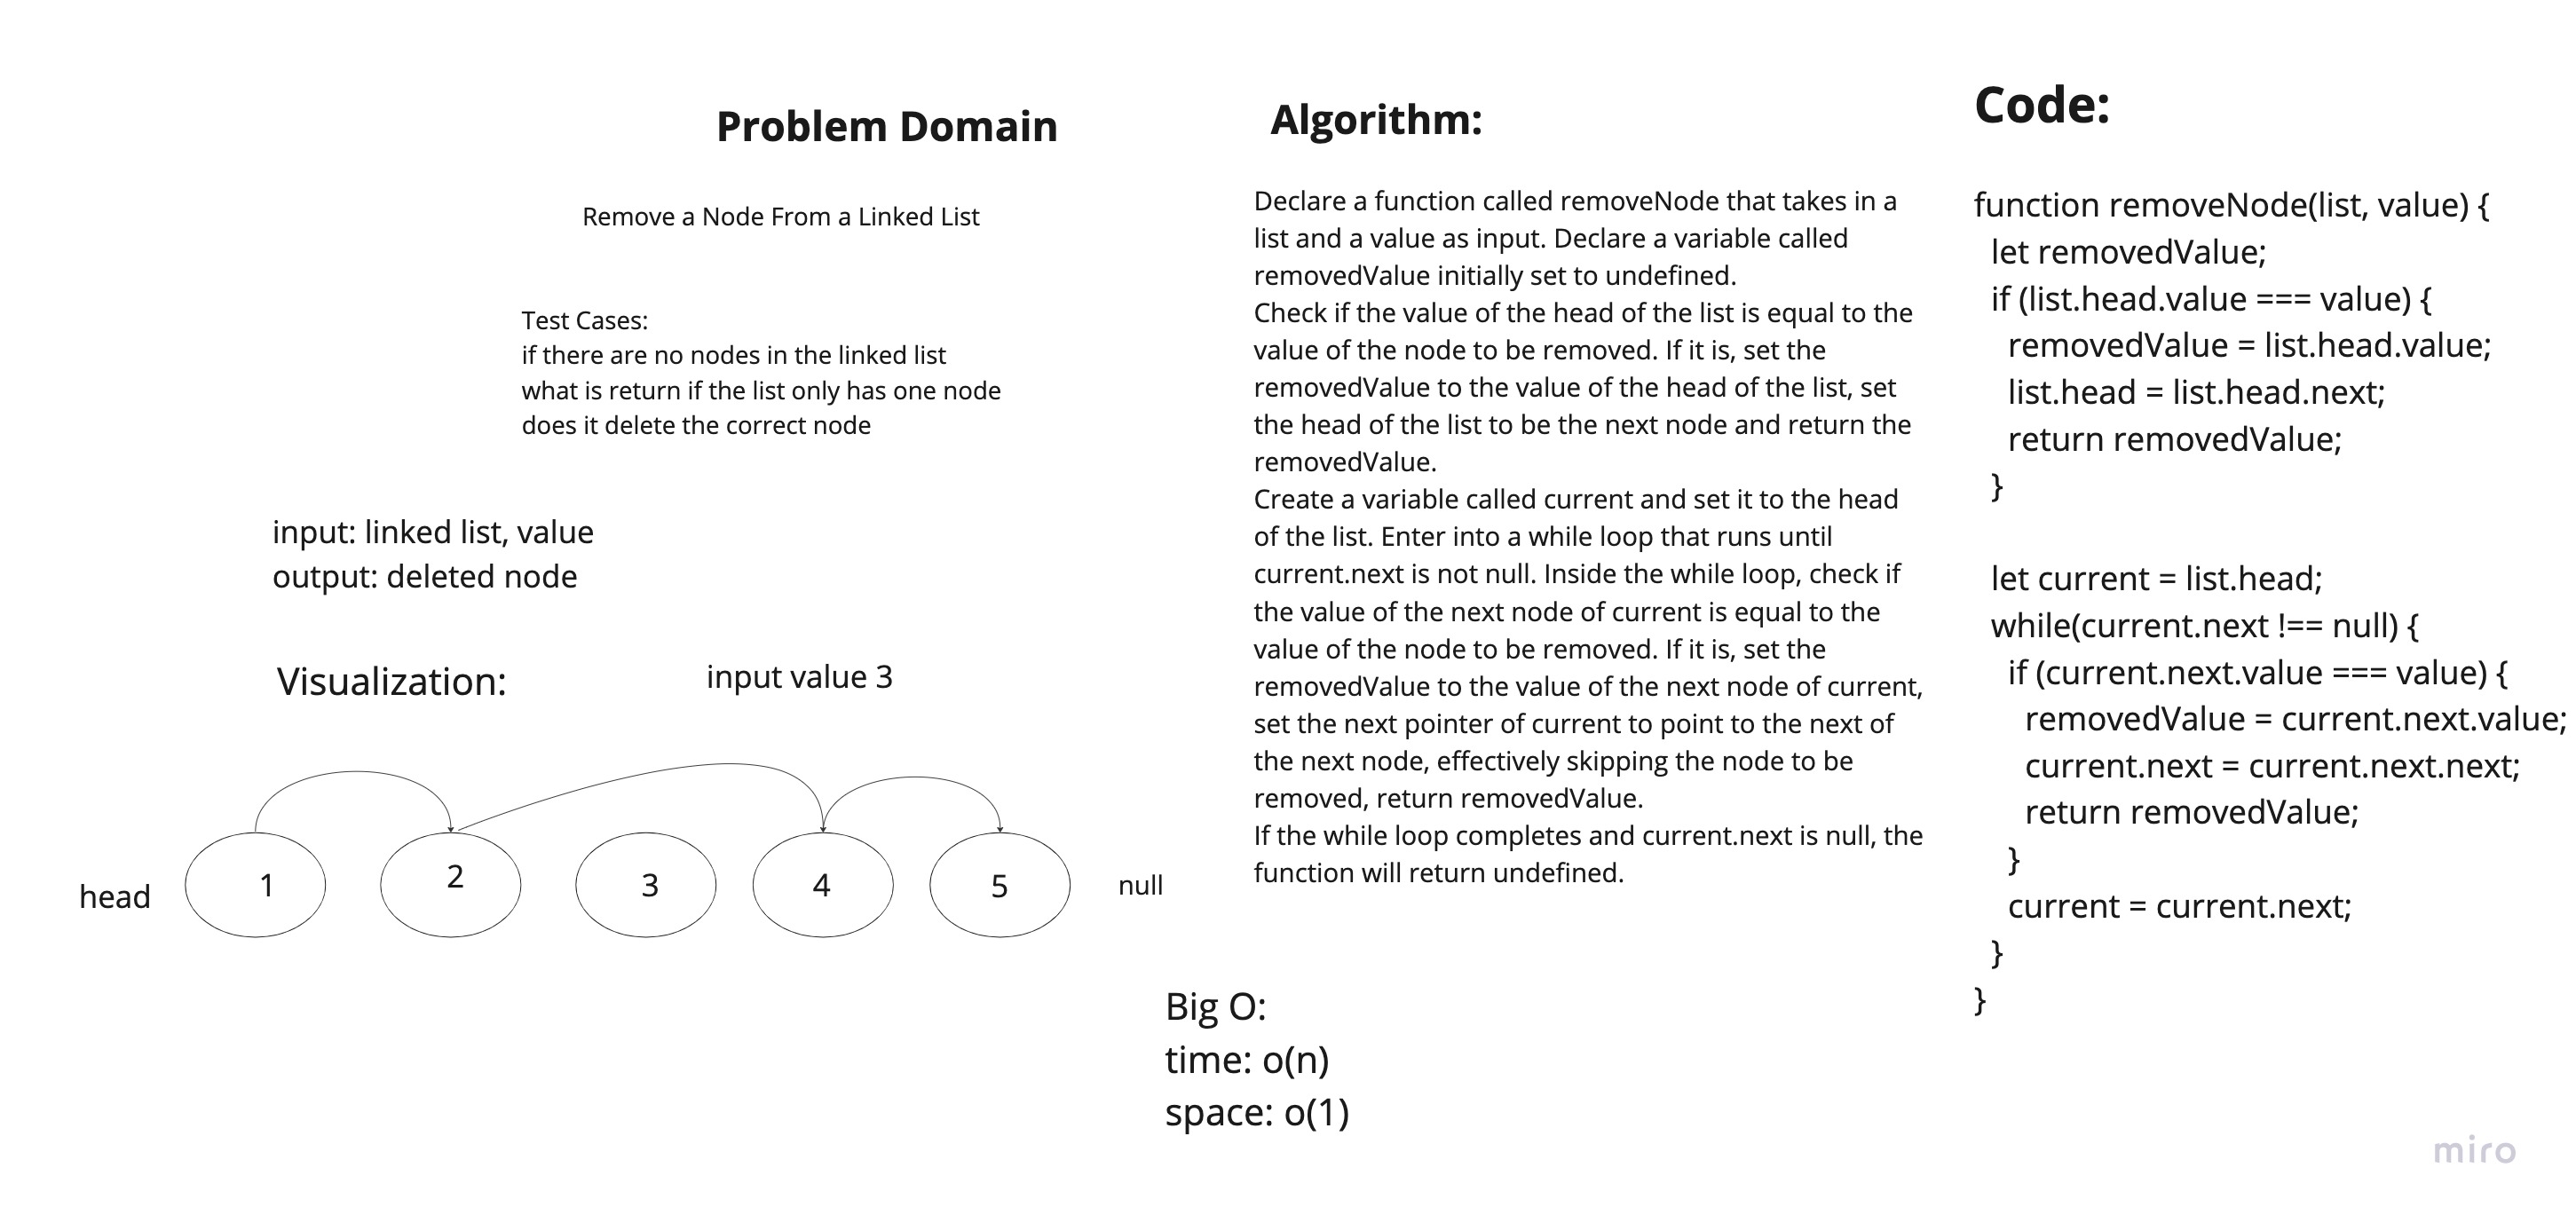 Problem Domain
Remove a Node From a Linked List
Test Cases:
if there are no nodes in the linked list
what is return if the list only has one node
does it delete the correct node
input: linked list, value
output: deleted node
Visualization:
input value 3
head
1
2
3
4
5
null
Algorithm:
Declare a function called removeNode that takes in a
list and a value as input. Declare a variable called
removedValue initially set to undefined.
Check if the value of the head of the list is equal to the
value of the node to be removed. If it is, set the
removedValue to the value of the head of the list, set
the head of the list to be the next node and return the
removedValue.
Create a variable called current and set it to the head
of the list. Enter into a while loop that runs until
current.next is not null. Inside the while loop, check if
the value of the next node of current is equal to the
value of the node to be removed. If it is, set the
removedValue to the value of the next node of current,
set the next pointer of current to point to the next of
the next node, effectively skipping the node to be
removed, return removedValue.
If the while loop completes and current.next is null, the
function will return undefined.
Big O:
time: o(n)
space: o(1)
Code:
function removeNode(list, value) {
let removedValue;
if (list.head.value === value) {
removedValue = list.head.value;
list.head = list.head.next;
return removedValue;
}
let current = list.head;
while(current.next !== null) {
if (current.next.value === value) {
removedValue = current.next.value;
current.next = current.next.next;
return removedValue;
}
current = current.next;
}
}
miro